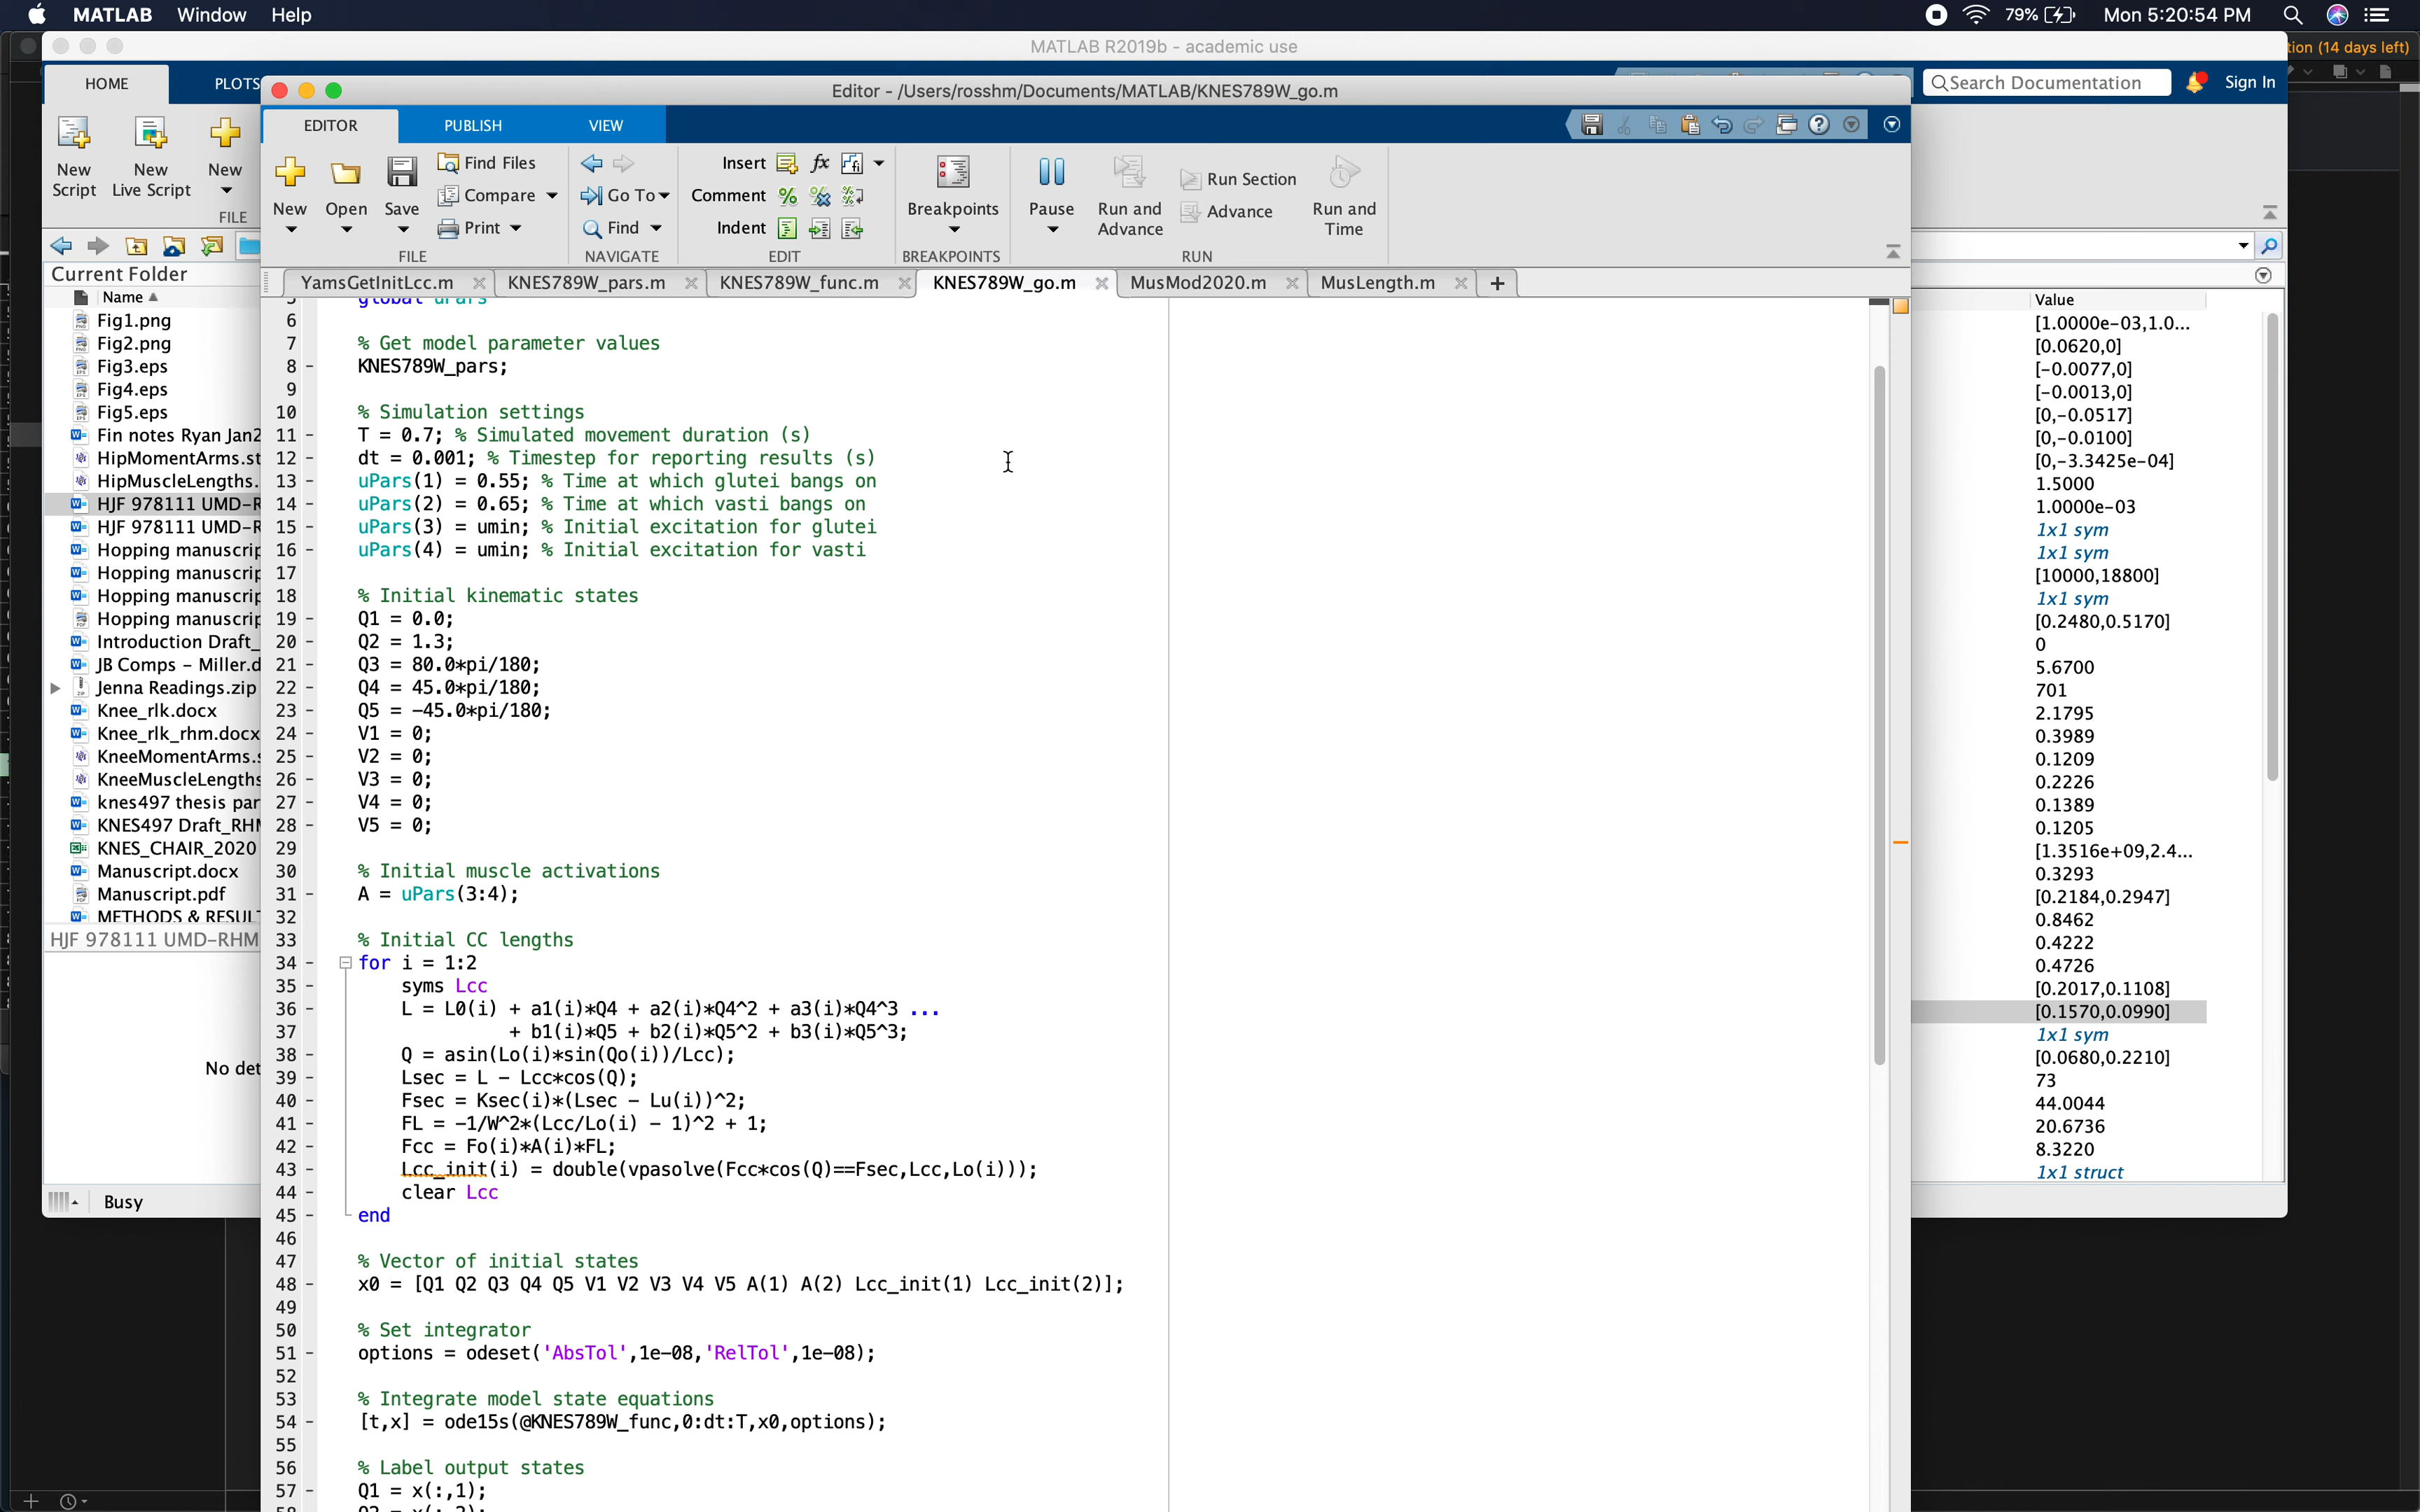 MATLAB Window Help
79% Mon 5:20:54 PM
MATLAB R2019b - academic use
tion (14 days left)
HOME PLOTS
Search Documentation
Sign In
Editor - /Users/rosshm/Documents/MATLAB/KNES789W_go.m
EDITOR PUBLISH VIEW
New Script
New Live Script
New
FILE
New
Open
Save
Find Files
Compare
Print
FILE
Go To
Find
NAVIGATE
Insert fx
Comment
Indent
EDIT
Breakpoints
BREAKPOINTS
Pause
Run and Advance
Run Section
Advance
Run and Time
RUN
YamsGetInitLcc.m KNES789W_pars.m KNES789W_func.m KNES789W_go.m MusMod2020.m MusLength.m +
Current Folder
Name
Fig1.png
Fig2.png
Fig3.eps
Fig4.eps
Fig5.eps
Fin notes Ryan Jan2
HipMomentArms.st
HipMuscleLengths.
HJF 978111 UMD-R
HJF 978111 UMD-R
Hopping manuscrip
Hopping manuscrip
Hopping manuscrip
Hopping manuscrip
Introduction Draft_
JB Comps - Miller.d
Jenna Readings.zip
Knee_rlk.docx
Knee_rlk_rhm.docx
KneeMomentArms.s
KneeMuscleLengths
knes497 thesis par
KNES497 Draft_RHM
KNES_CHAIR_2020
Manuscript.docx
Manuscript.pdf
METHODS & RESULT
HJF 978111 UMD-RHM
No det
Busy
5 global uPars
6
7 % Get model parameter values
8 - KNES789W_pars;
9
10 % Simulation settings
11 - T = 0.7; % Simulated movement duration (s)
12 - dt = 0.001; % Timestep for reporting results (s)
13 - uPars(1) = 0.55; % Time at which glutei bangs on
14 - uPars(2) = 0.65; % Time at which vasti bangs on
15 - uPars(3) = umin; % Initial excitation for glutei
16 - uPars(4) = umin; % Initial excitation for vasti
17
18 % Initial kinematic states
19 - Q1 = 0.0;
20 - Q2 = 1.3;
21 - Q3 = 80.0*pi/180;
22 - Q4 = 45.0*pi/180;
23 - Q5 = -45.0*pi/180;
24 - V1 = 0;
25 - V2 = 0;
26 - V3 = 0;
27 - V4 = 0;
28 - V5 = 0;
29
30 % Initial muscle activations
31 - A = uPars(3:4);
32
33 % Initial CC lengths
34 - for i = 1:2
35 - syms Lcc
36 - L = L0(i) + a1(i)*Q4 + a2(i)*Q4^2 + a3(i)*Q4^3 ...
37 + b1(i)*Q5 + b2(i)*Q5^2 + b3(i)*Q5^3;
38 - Q = asin(Lo(i)*sin(Qo(i))/Lcc);
39 - Lsec = L - Lcc*cos(Q);
40 - Fsec = Ksec(i)*(Lsec - Lu(i))^2;
41 - FL = -1/W^2*(Lcc/Lo(i) - 1)^2 + 1;
42 - Fcc = Fo(i)*A(i)*FL;
43 - Lcc_init(i) = double(vpasolve(Fcc*cos(Q)==Fsec,Lcc,Lo(i)));
44 - clear Lcc
45 - end
46
47 % Vector of initial states
48 - x0 = [Q1 Q2 Q3 Q4 Q5 V1 V2 V3 V4 V5 A(1) A(2) Lcc_init(1) Lcc_init(2)];
49
50 % Set integrator
51 - options = odeset('AbsTol',1e-08,'RelTol',1e-08);
52
53 % Integrate model state equations
54 - [t,x] = ode15s(@KNES789W_func,0:dt:T,x0,options);
55
56 % Label output states
57 - Q1 = x(:,1);
Value
[1.0000e-03,1.0...
[0.0620,0]
[-0.0077,0]
[-0.0013,0]
[0,-0.0517]
[0,-0.0100]
[0,-3.3425e-04]
1.5000
1.0000e-03
1x1 sym
1x1 sym
[10000,18800]
1x1 sym
[0.2480,0.5170]
0
5.6700
701
2.1795
0.3989
0.1209
0.2226
0.1389
0.1205
[1.3516e+09,2.4...
0.3293
[0.2184,0.2947]
0.8462
0.4222
0.4726
[0.2017,0.1108]
[0.1570,0.0990]
1x1 sym
[0.0680,0.2210]
73
44.0044
20.6736
8.3220
1x1 struct